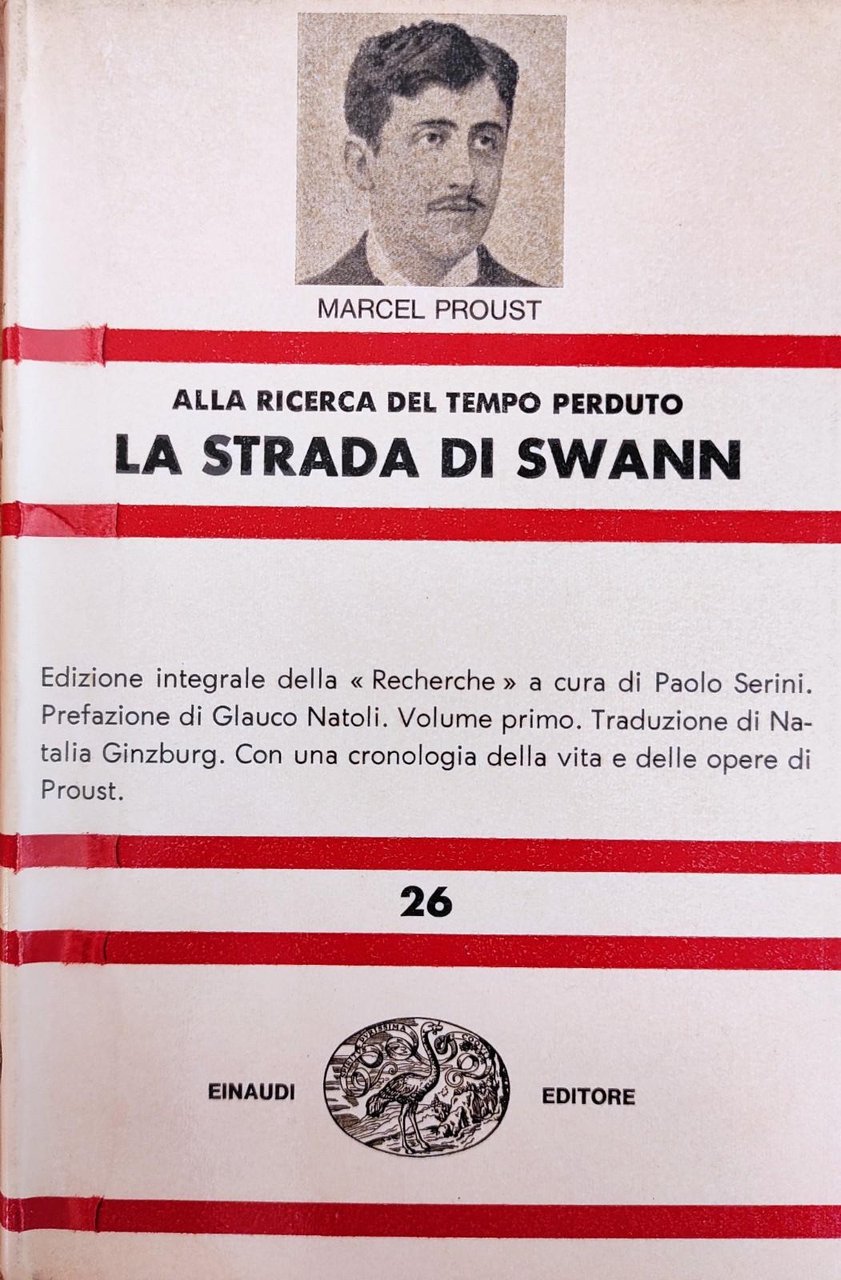 MARCEL PROUST
ALLA RICERCA DEL TEMPO PERDUTO
LA STRADA DI SWANN
Edizione integrale della « Recherche » a cura di Paolo Serini.
Prefazione di Glauco Natoli. Volume primo. Traduzione di Na-
talia Ginzburg. Con una cronologia della vita e delle opere di
Proust.
26
EINAUDI
EDITORE